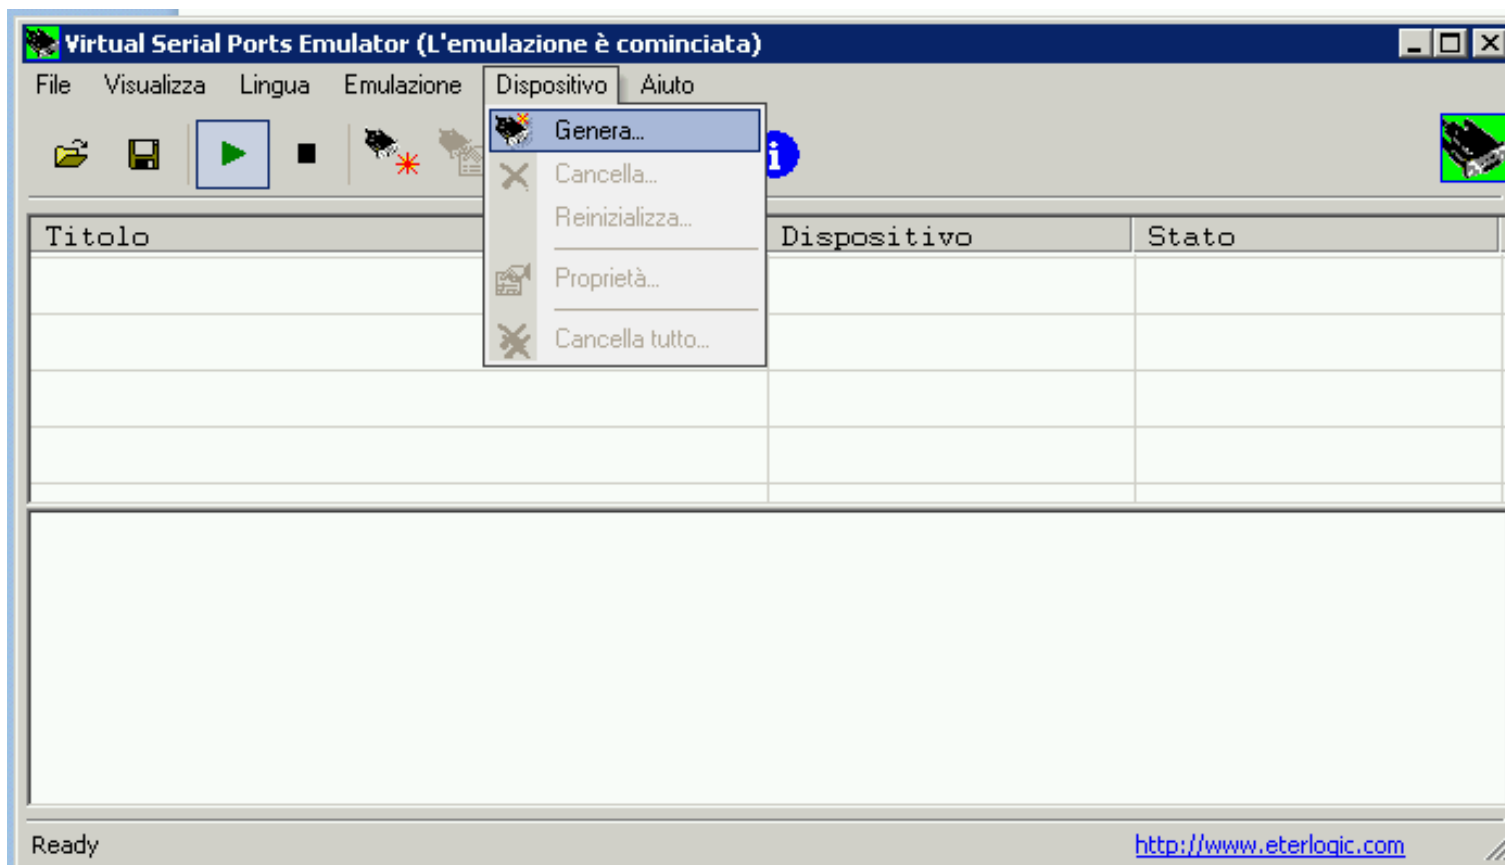 Virtual Serial Ports Emulator (L'emulazione è cominciata)
File Visualizza Lingua Emulazione Dispositivo Aiuto
Genera...
Cancella...
Reinizializza...
Proprietà...
Cancella tutto...
Titolo Dispositivo Stato
Ready http://www.eterlogic.com